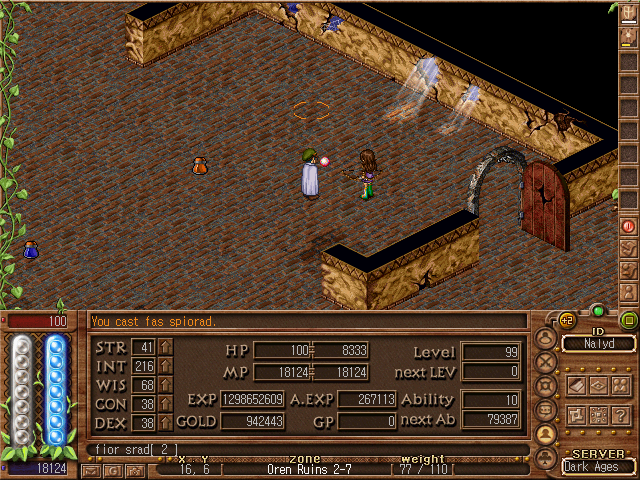 100
You cast fas spiorad.
+2
ID
Nalyd
STR 41
INT 216
WIS 68
CON 38
DEX 38
HP 100 8333
MP 18124 18124
EXP 1298652609 A.EXP 267113
GOLD 942443 GP 0
Level 99
next LEV 0
Ability 10
next Ab 79387
fior srad[ 2 ]
18124
X Y
16, 6
zone
Oren Ruins 2-7
weight
77 / 110
G
?
SERVER
Dark Ages